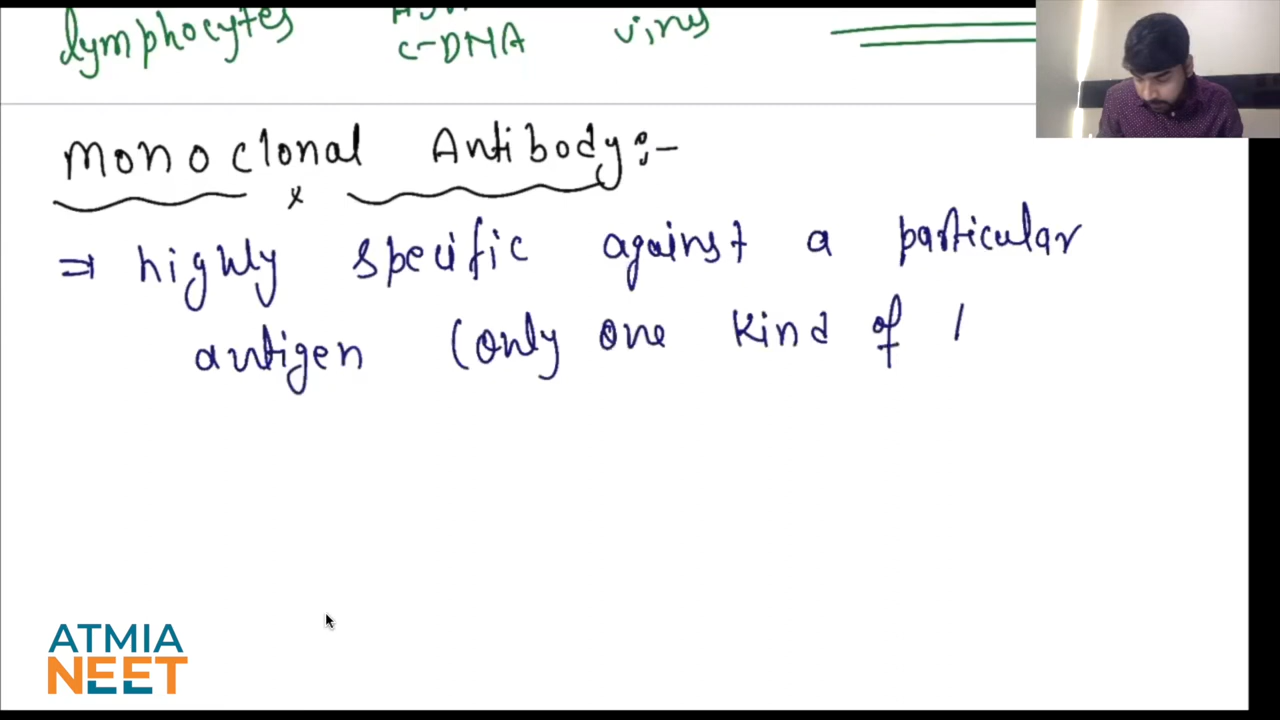 lymphocytes c-DNA virus
Monoclonal Antibody:-
x
⇒ highly specific against a particular
antigen (only one kind of
ATMIA
NEET